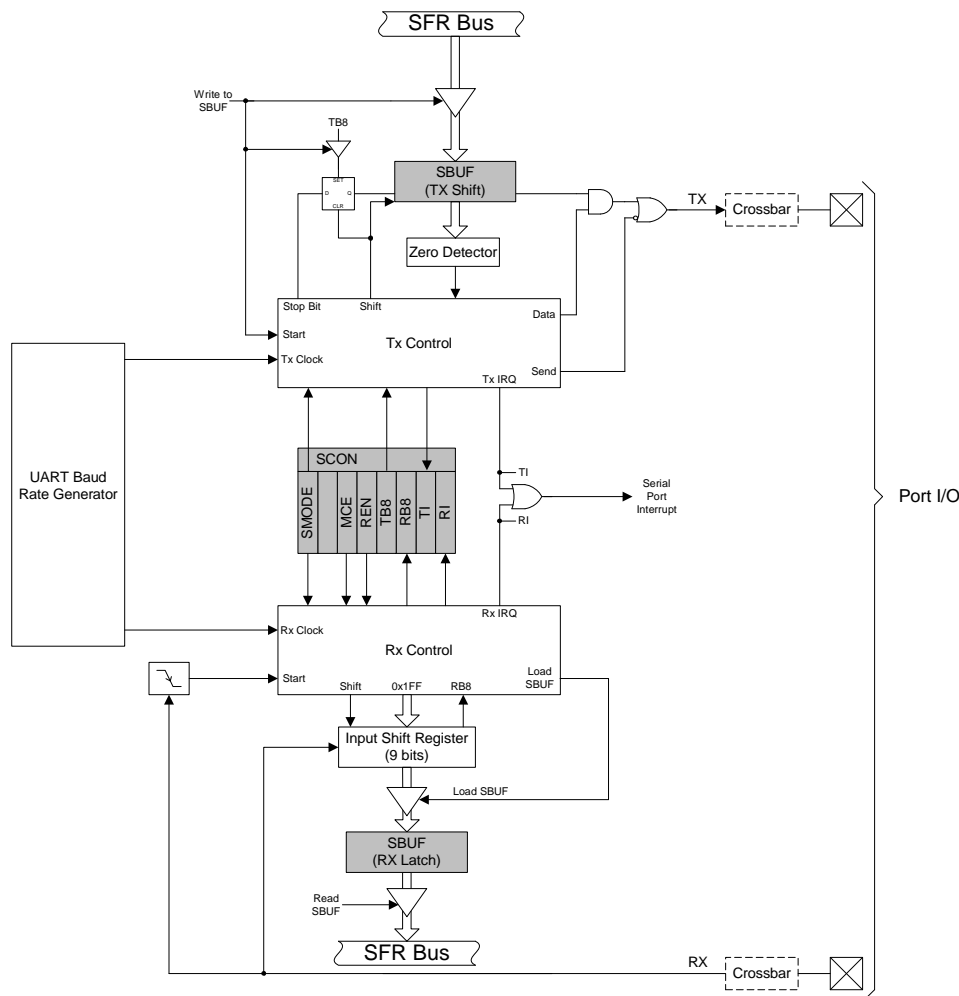 SFR Bus
Write to
SBUF
TB8
SBUF
(TX Shift)
SET
D
Q
CLR
TX
Crossbar
Zero Detector
Stop Bit
Shift
Data
Start
Tx Control
Tx Clock
Send
Tx IRQ
UART Baud
Rate Generator
SCON
SMODE
MCE
REN
TB8
RB8
TI
RI
TI
RI
Serial
Port
Interrupt
Port I/O
Rx IRQ
Rx Clock
Rx Control
Start
Load
SBUF
Shift
0x1FF
RB8
Input Shift Register
(9 bits)
Load SBUF
SBUF
(RX Latch)
Read
SBUF
SFR Bus
RX
Crossbar